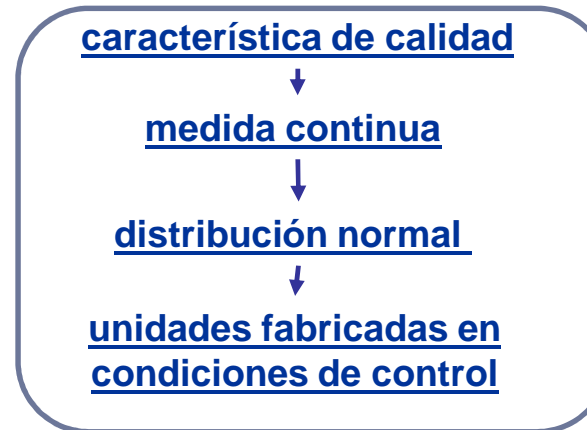 característica de calidad
medida continua
distribución normal
unidades fabricadas en
condiciones de control